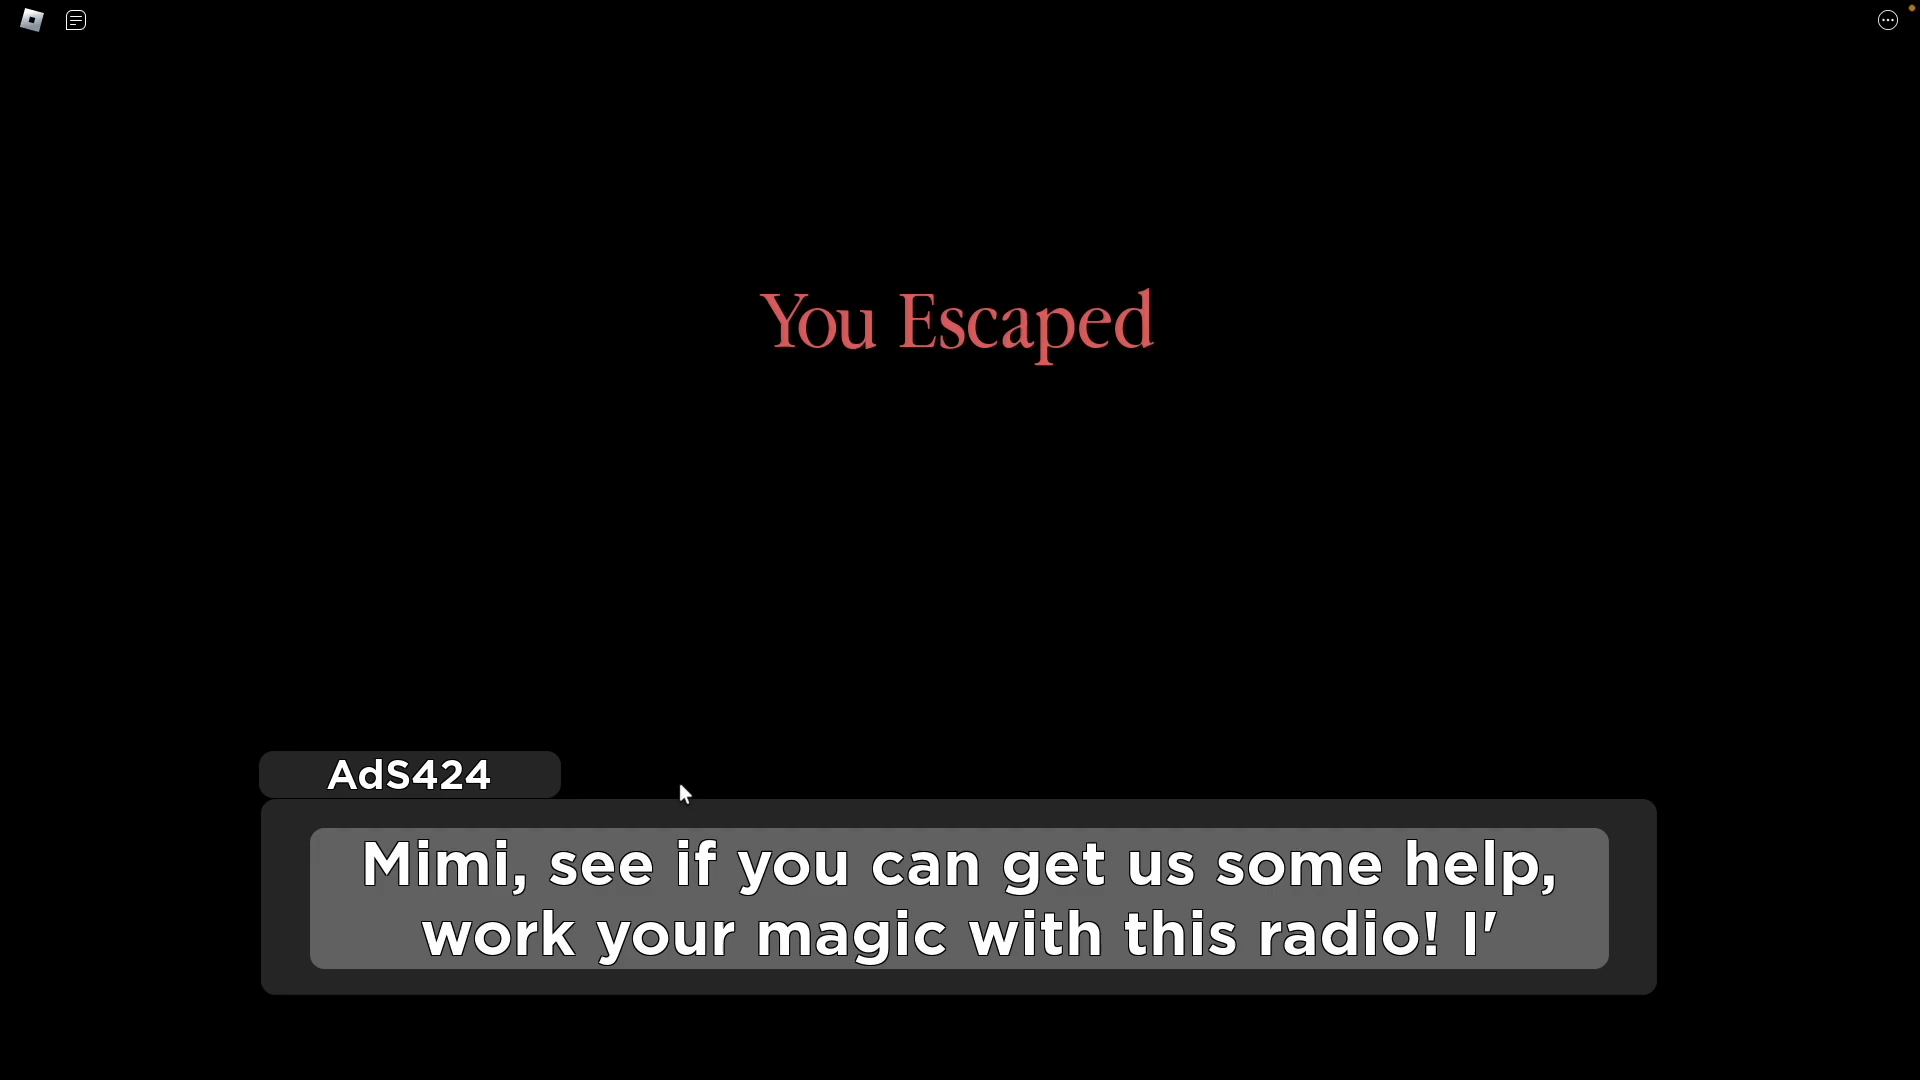 You Escaped
AdS424
Mimi, see if you can get us some help,
work your magic with this radio! I'